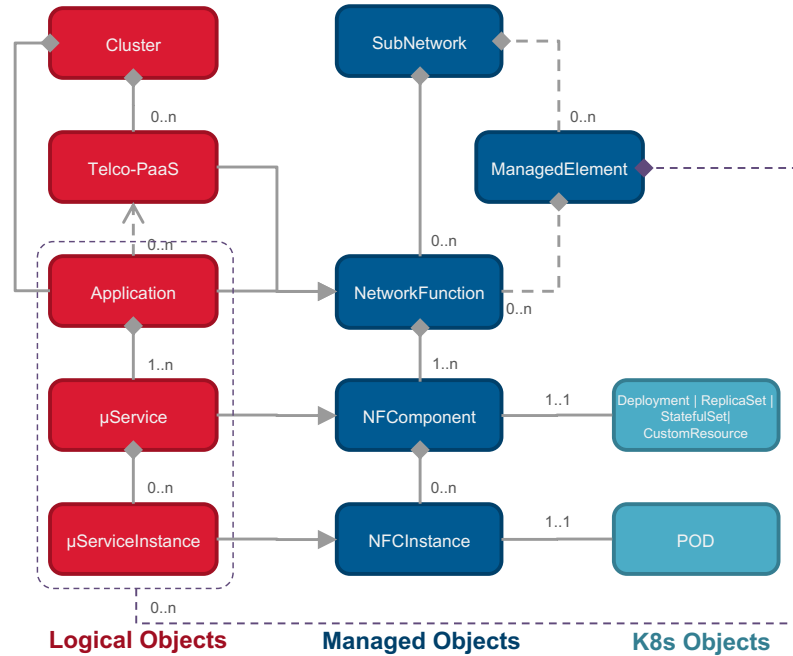 Cluster
SubNetwork
0..n
0..n
Telco-PaaS
ManagedElement
0..n
0..n
Application
NetworkFunction
0..n
1..n
1..n
µService
NFComponent
1..1
Deployment | ReplicaSet |
StatefulSet|
CustomResource
0..n
0..n
µServiceInstance
NFCInstance
1..1
POD
0..n
Logical Objects
Managed Objects
K8s Objects